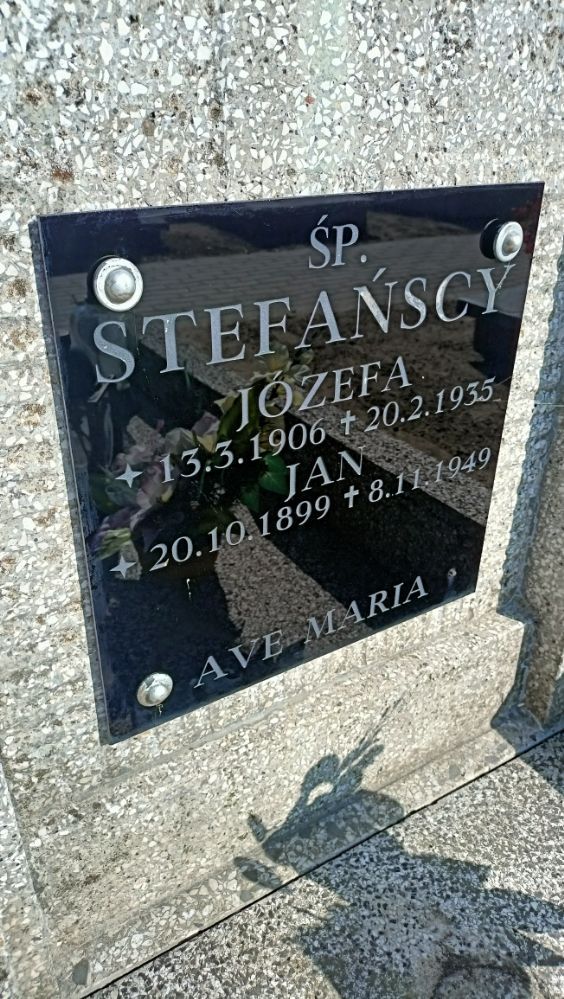 ŚP.
STEFAŃSCY
JÓZEFA
✦ 13.3.1906 ✝ 20.2.1935
JAN
✦ 20.10.1899 ✝ 8.11.1949
AVE MARIA